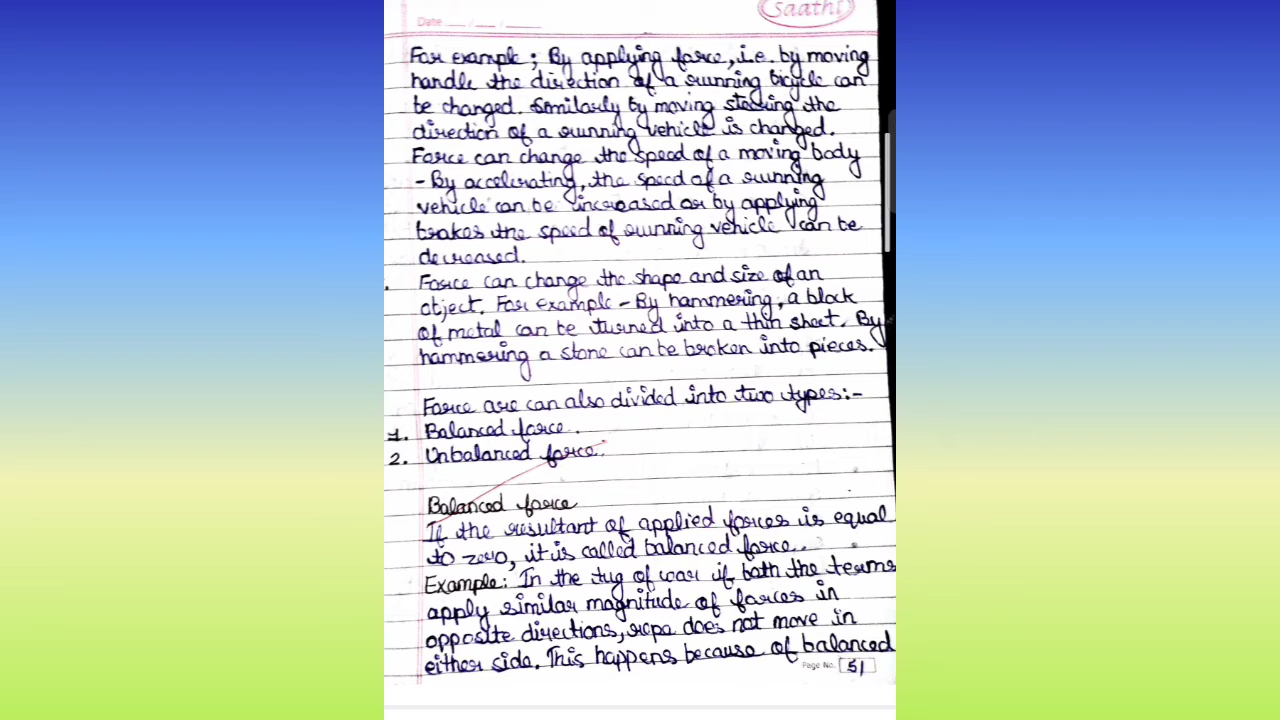 Saathi
Date ___ / ___ / _____
For example ; By applying force, i.e. by moving
handle the direction of a running bicycle can
be changed. Similarly by moving steering the
direction of a running vehicle is changed.
Force can change the speed of a moving body
- By accelerating, the speed of a running
vehicle can be increased or by applying
brakes the speed of running vehicle can be
decreased.
. Force can change the shape and size of an
object. For example - By hammering, a block
of metal can be turned into a thin sheet. By
hammering a stone can be broken into pieces.
Force are can also divided into two types:-
1. Balanced force.
2. Unbalanced force.
Balanced force
If the resultant of applied forces is equal
to zero, it is called balanced force.
Example: In the tug of war if both the terms
apply similar magnitude of forces in
opposite directions, rope does not move in
either side. This happens because of balanced
Page No. 51